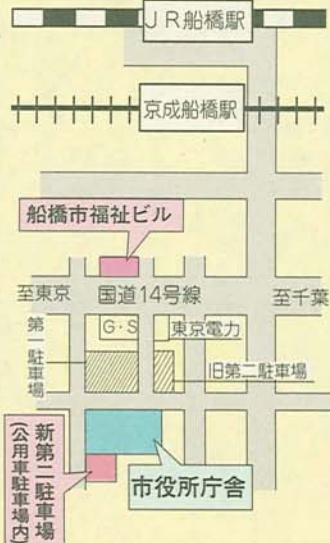 JR船橋駅
京成船橋駅
船橋市福祉ビル
至東京
国道14号線
至千葉
第一駐車場
G・S
東京電力
旧第二駐車場
新第二駐車場
(公用車駐車場内)
市役所庁舎